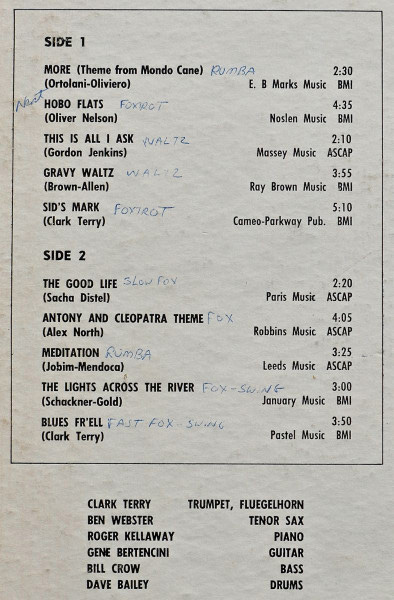 SIDE 1
MORE (Theme from Mondo Cane) RUMBA 2:30
(Ortolani-Oliviero) E. B Marks Music BMI
Next HOBO FLATS FOXTROT 4:35
(Oliver Nelson) Noslen Music BMI
THIS IS ALL I ASK WALTZ 2:10
(Gordon Jenkins) Massey Music ASCAP
GRAVY WALTZ WALTZ 3:55
(Brown-Allen) Ray Brown Music BMI
SID'S MARK FOXTROT 5:10
(Clark Terry) Cameo-Parkway Pub. BMI
SIDE 2
THE GOOD LIFE SLOW FOX 2:20
(Sacha Distel) Paris Music ASCAP
ANTONY AND CLEOPATRA THEME FOX 4:05
(Alex North) Robbins Music ASCAP
MEDITATION RUMBA 3:25
(Jobim-Mendoca) Leeds Music ASCAP
THE LIGHTS ACROSS THE RIVER FOX-SWING 3:00
(Schackner-Gold) January Music BMI
BLUES FR'ELL FAST FOX-SWING 3:50
(Clark Terry) Pastel Music BMI
CLARK TERRY TRUMPET, FLUEGELHORN
BEN WEBSTER TENOR SAX
ROGER KELLAWAY PIANO
GENE BERTENCINI GUITAR
BILL CROW BASS
DAVE BAILEY DRUMS